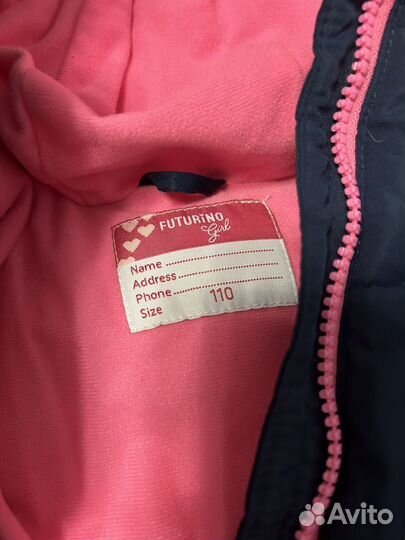 FUTURINO
Girl
Name ....................
Address ....................
Phone ....................
Size 110
Avito